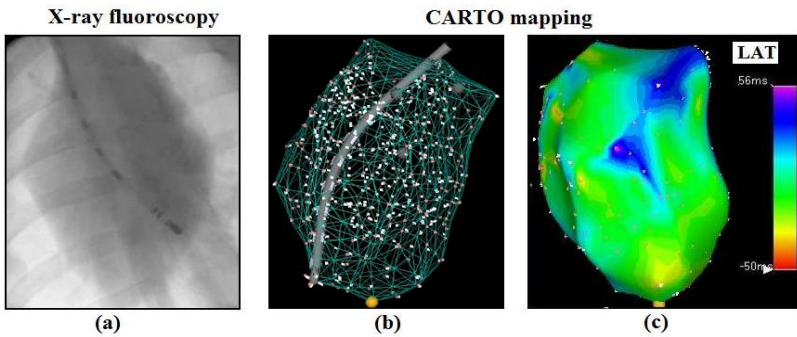 X-ray fluoroscopy
CARTO mapping
LAT
56ms
-50ms
(a)
(b)
(c)